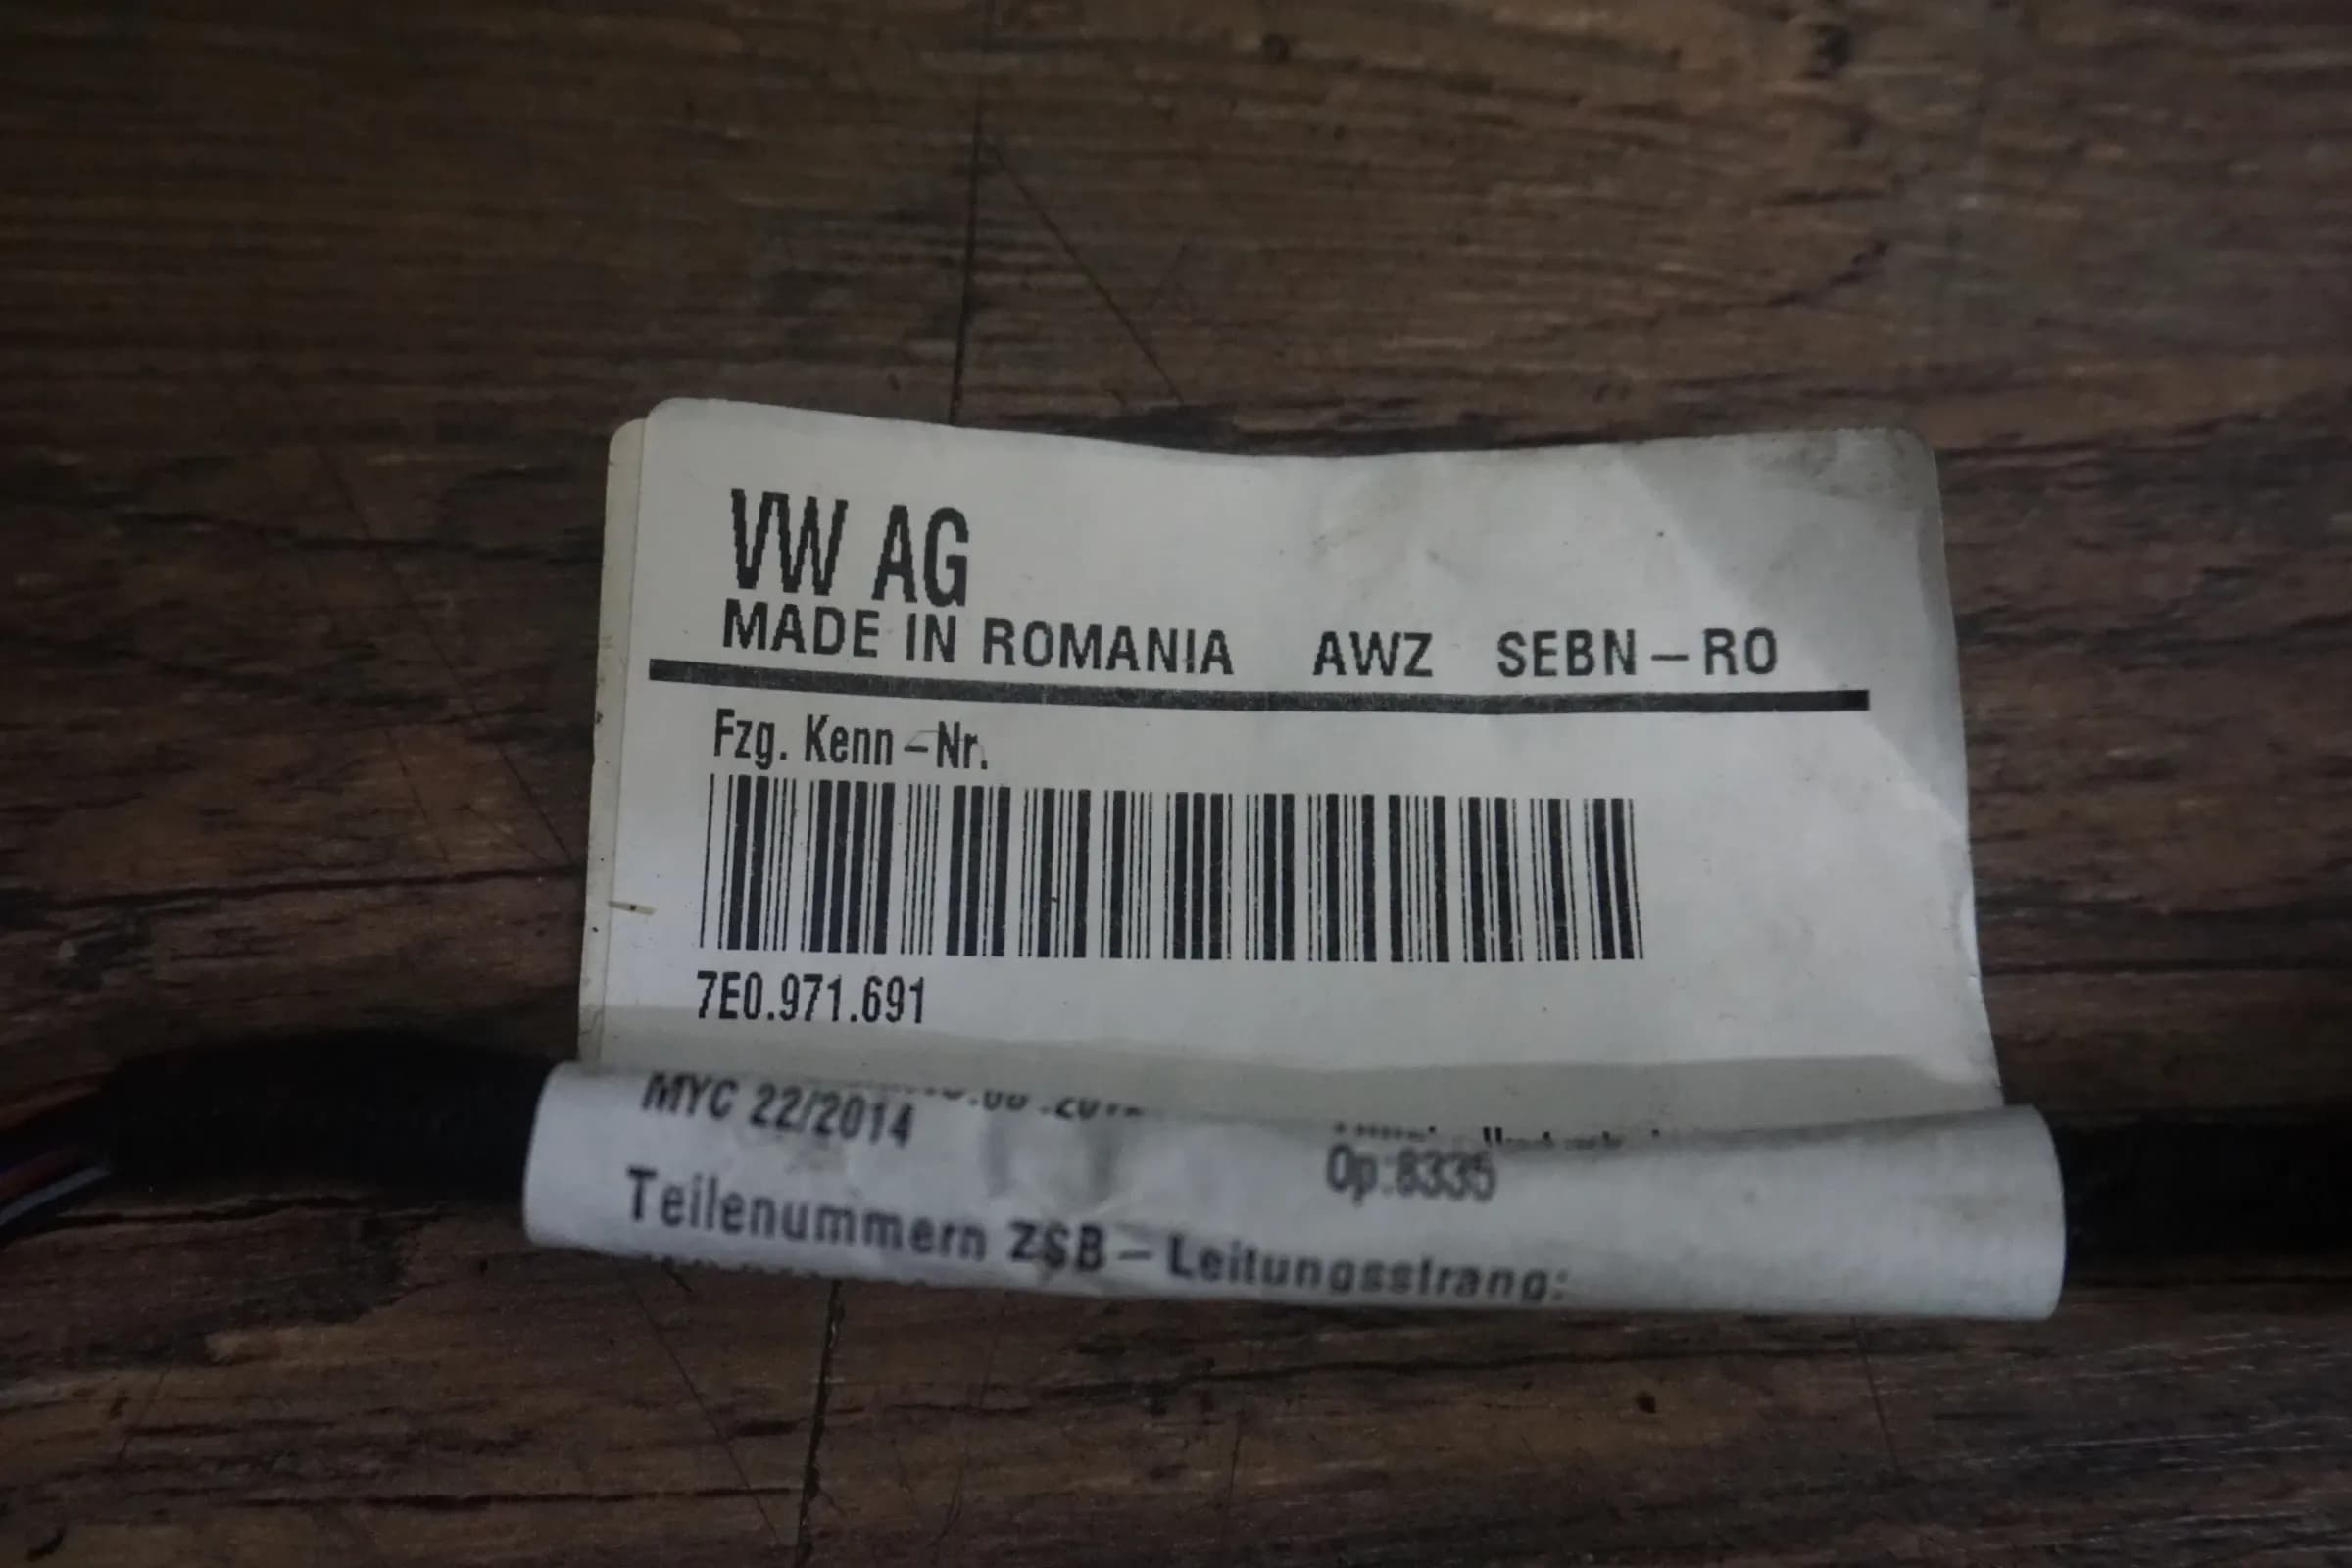 VW AG
MADE IN ROMANIA AWZ SEBN-RO
Fzg. Kenn-Nr.
7E0.971.691
MYC 22/2014
Op:8335
Teilenummern ZSB-Leitungsstrang: